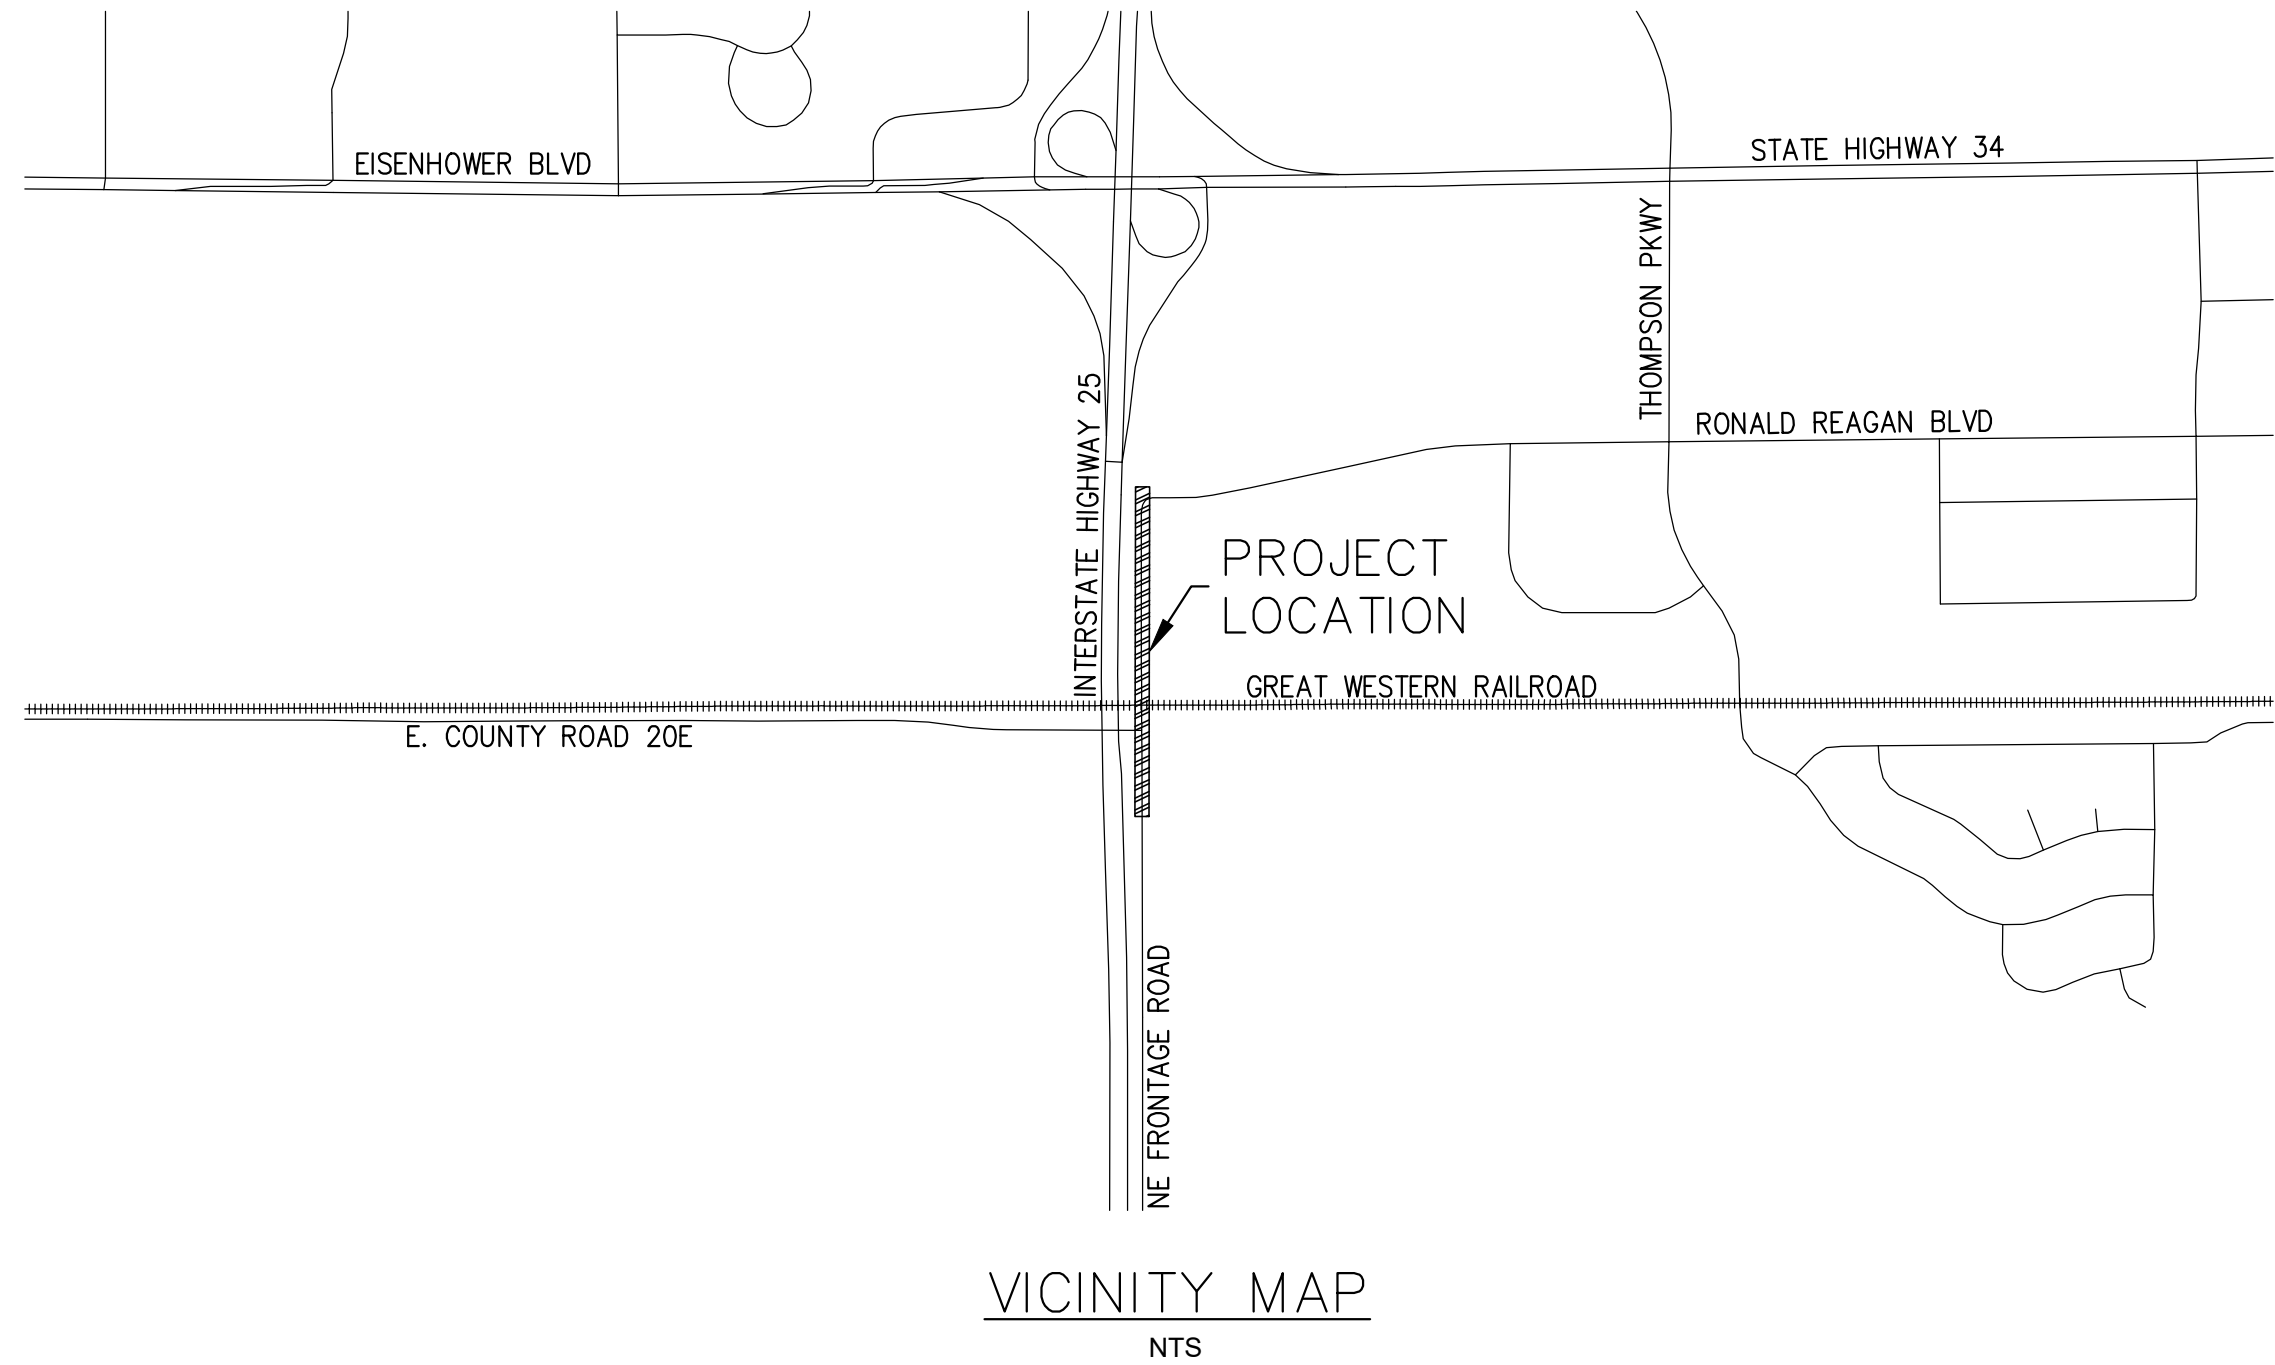 STATE HIGHWAY 34
EISENHOWER BLVD
THOMPSON PKWY
INTERSTATE HIGHWAY 25
RONALD REAGAN BLVD
PROJECT
LOCATION
GREAT WESTERN RAILROAD
E. COUNTY ROAD 20E
NE FRONTAGE ROAD
VICINITY MAP
NTS